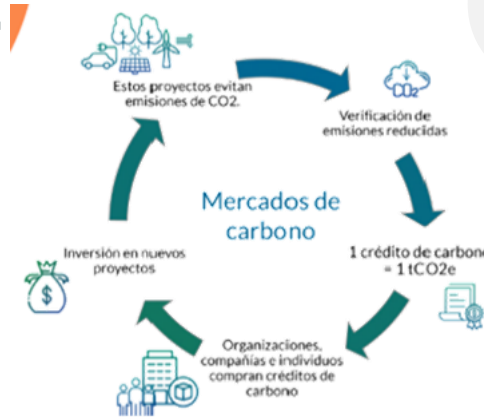 Estos proyectos evitan
emisiones de CO2.
CO₂
Verificación de
emisiones reducidas
Mercados de
carbono
1 crédito de carbono
= 1 tCO2e
Inversión en nuevos
proyectos
$
Organizaciones,
compañías e individuos
compran créditos de
carbono